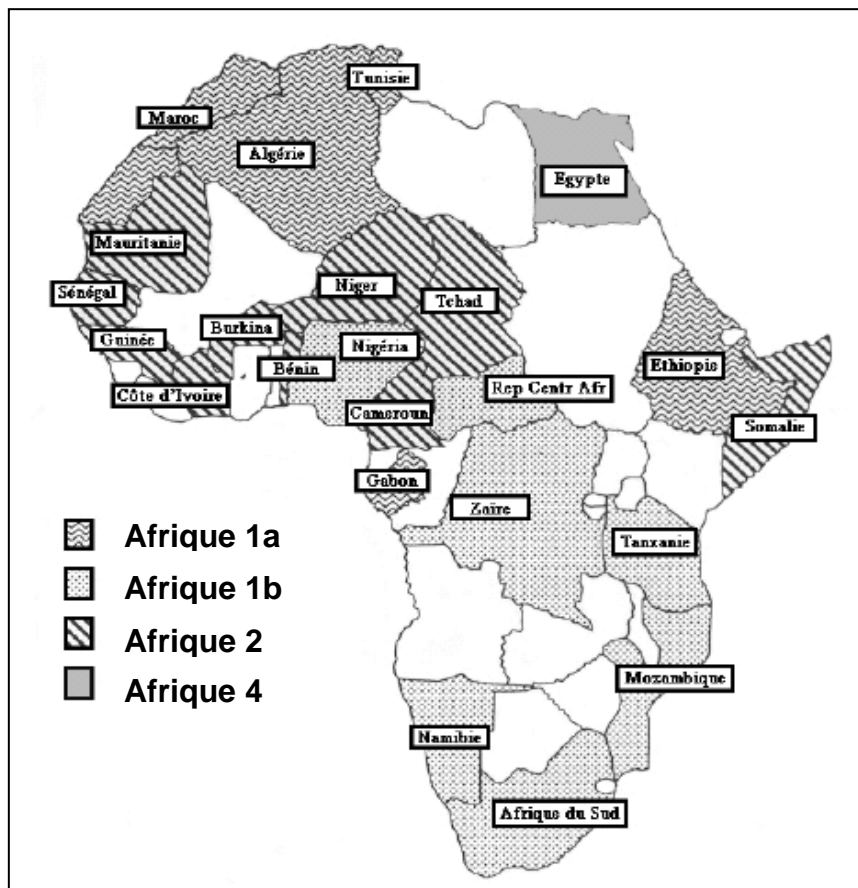 Tunisie
Maroc
Algérie
Egypte
Mauritanie
Niger
Sénégal
Tchad
Burkina
Guinée
Nigéria
Bénin
Ethiopie
Rep Centr Afr
Côte d'Ivoire
Cameroun
Somalie
Gabon
Zaïre
Tanzanie
Afrique 1a
Afrique 1b
Afrique 2
Afrique 4
Mozambique
Namibie
Afrique du Sud